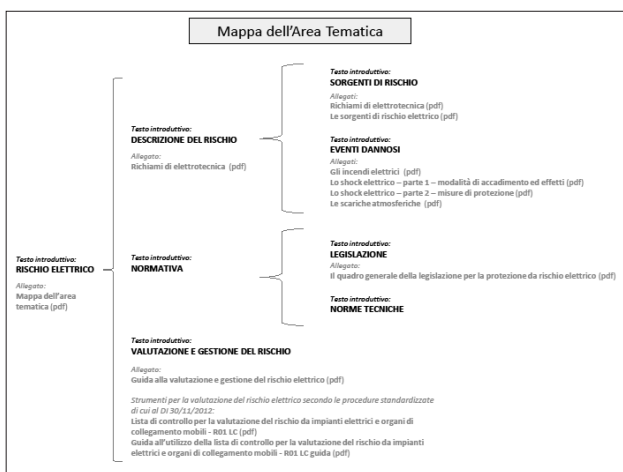 Mappa dell'Area Tematica
Testo introduttivo:
SORGENTI DI RISCHIO
Allegati:
Richiami di elettrotecnica (pdf)
Le sorgenti di rischio elettrico (pdf)
Testo introduttivo:
DESCRIZIONE DEL RISCHIO
Allegato:
Richiami di elettrotecnica (pdf)
Testo introduttivo:
EVENTI DANNOSI
Allegati:
Gli incendi elettrici (pdf)
Lo shock elettrico – parte 1 – modalità di accadimento ed effetti (pdf)
Lo shock elettrico – parte 2 – misure di protezione (pdf)
Le scariche atmosferiche (pdf)
Testo introduttivo:
RISCHIO ELETTRICO
Allegato:
Mappa dell'area
tematica (pdf)
Testo introduttivo:
NORMATIVA
Testo introduttivo:
LEGISLAZIONE
Allegato:
Il quadro generale della legislazione per la protezione da rischio elettrico (pdf)
Testo introduttivo:
NORME TECNICHE
Testo introduttivo:
VALUTAZIONE E GESTIONE DEL RISCHIO
Allegato:
Guida alla valutazione e gestione del rischio elettrico (pdf)
Strumenti per la valutazione del rischio elettrico secondo le procedure standardizzate
di cui al DI 30/11/2012:
Lista di controllo per la valutazione del rischio da impianti elettrici e organi di
collegamento mobili - R01 LC (pdf)
Guida all'utilizzo della lista di controllo per la valutazione del rischio da impianti
elettrici e organi di collegamento mobili - R01 LC guida (pdf)